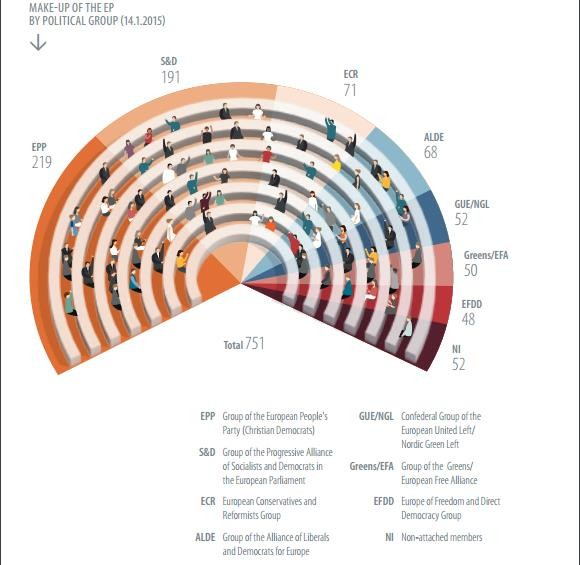 MAKE-UP OF THE EP
BY POLITICAL GROUP (14.1.2015)
S&D
191
ECR
71
EPP
219
ALDE
68
GUE/NGL
52
Greens/EFA
50
EFDD
48
NI
52
Total 751
EPP Group of the European People's
Party (Christian Democrats)
S&D Group of the Progressive Alliance
of Socialists and Democrats in
the European Parliament
ECR European Conservatives and
Reformists Group
ALDE Group of the Alliance of Liberals
and Democrats for Europe
GUE/NGL Confederal Group of the
European United Left/
Nordic Green Left
Greens/EFA Group of the Greens/
European Free Alliance
EFDD Europe of Freedom and Direct
Democracy Group
NI Non-attached members